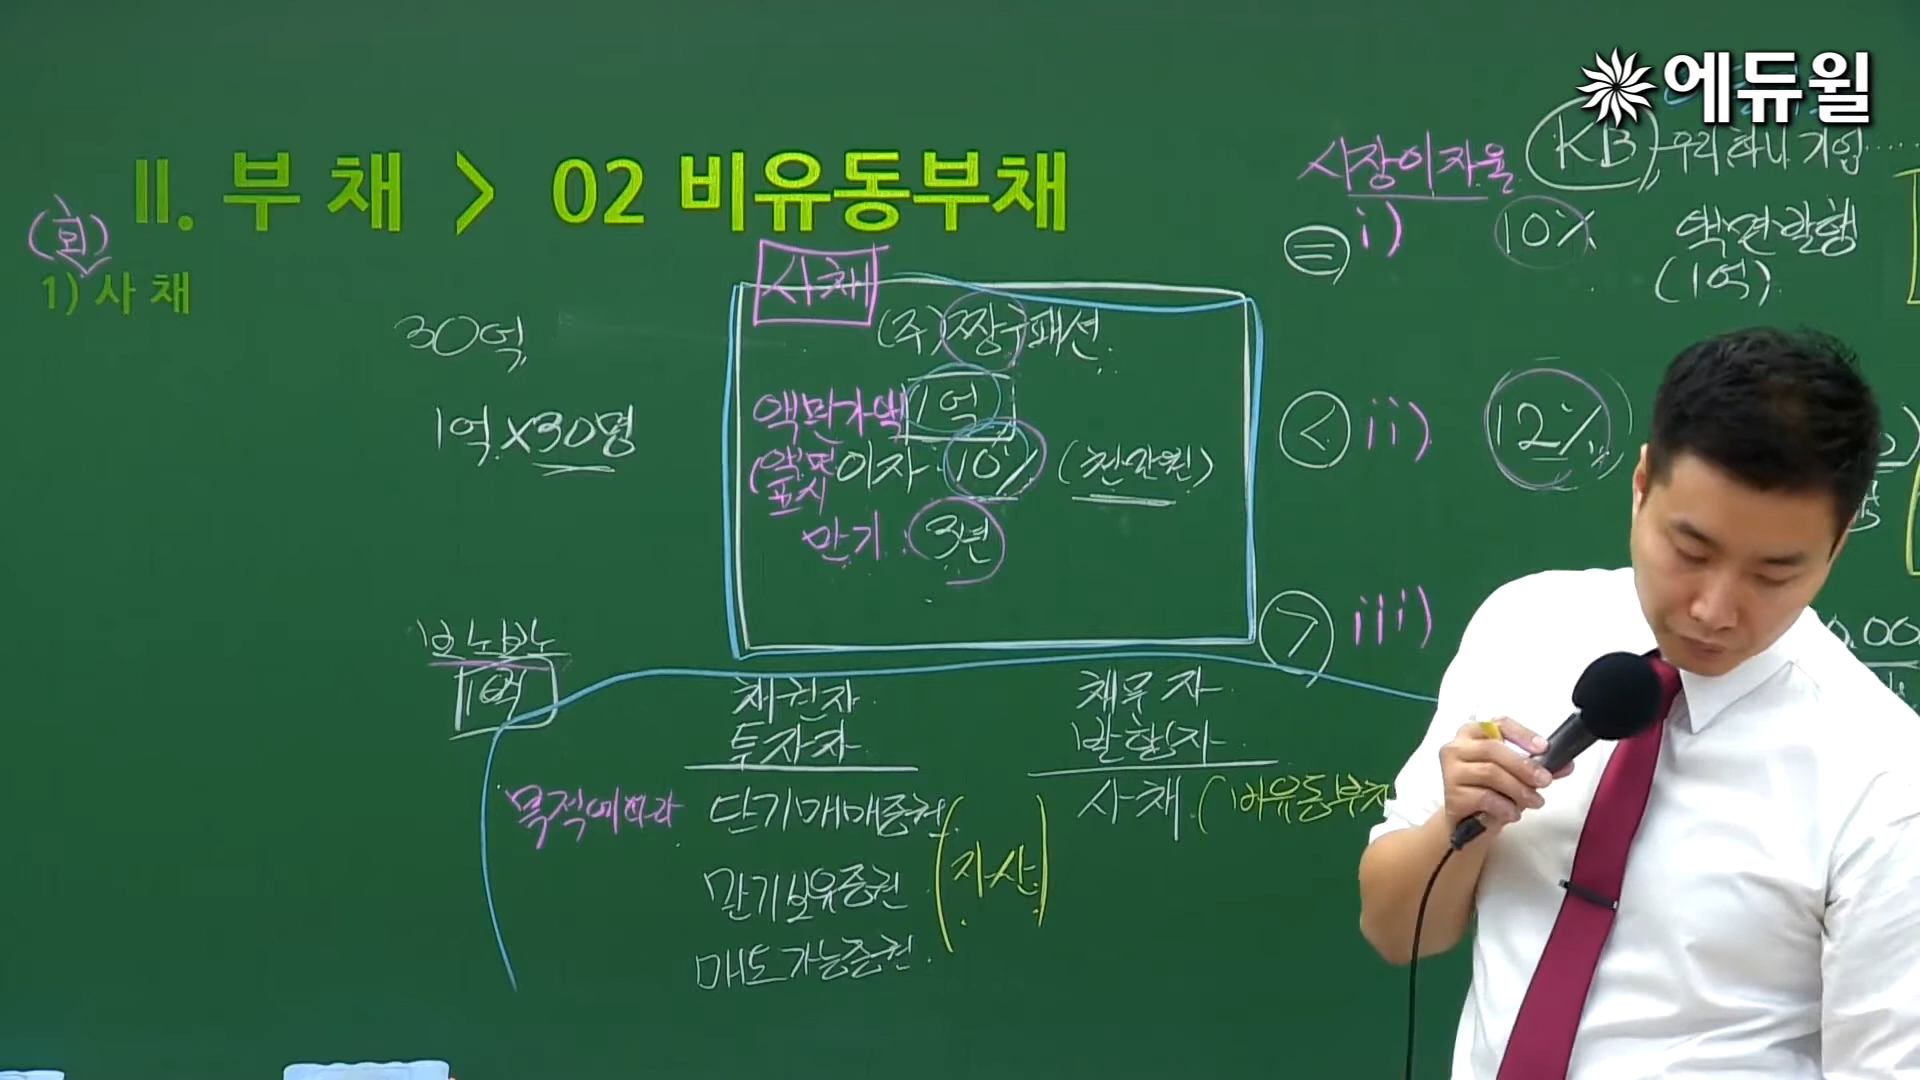 에듀윌
II. 부 채 > 02 비유동부채
(회)
1) 사 채
30억
1억 X30명
사채
(주)짱구패션
액면가액 1억
(액면 이자 10% (천만원)
표시
만기 : 3년
1억
채권자
투자자
목적에따라 단기매매증권
만기보유증권
매도가능증권
(자산)
채무자
발행자
사채 (비유동부채
시장이자율 KB, 우리 하나 기업 ......
= i) 10% 액면발행
(1억)
< ii) 12%
> iii)